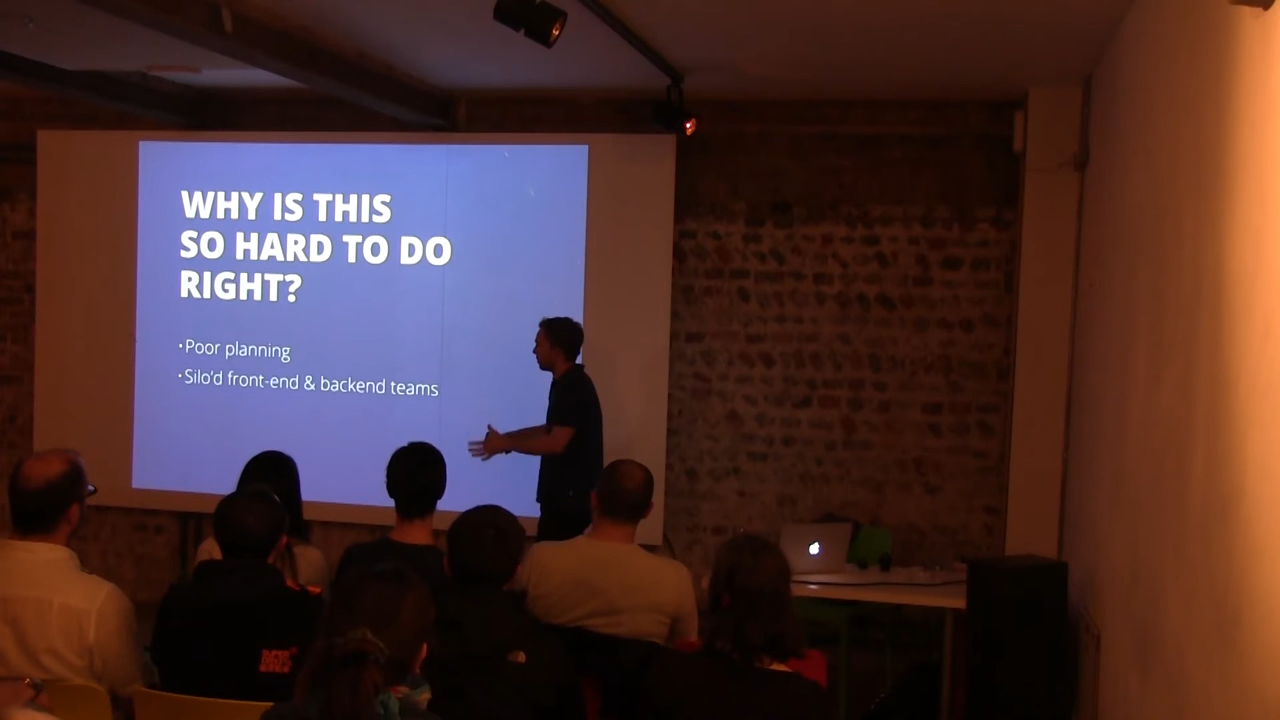 WHY IS THIS
SO HARD TO DO
RIGHT?
·Poor planning
·Silo'd front-end & backend teams